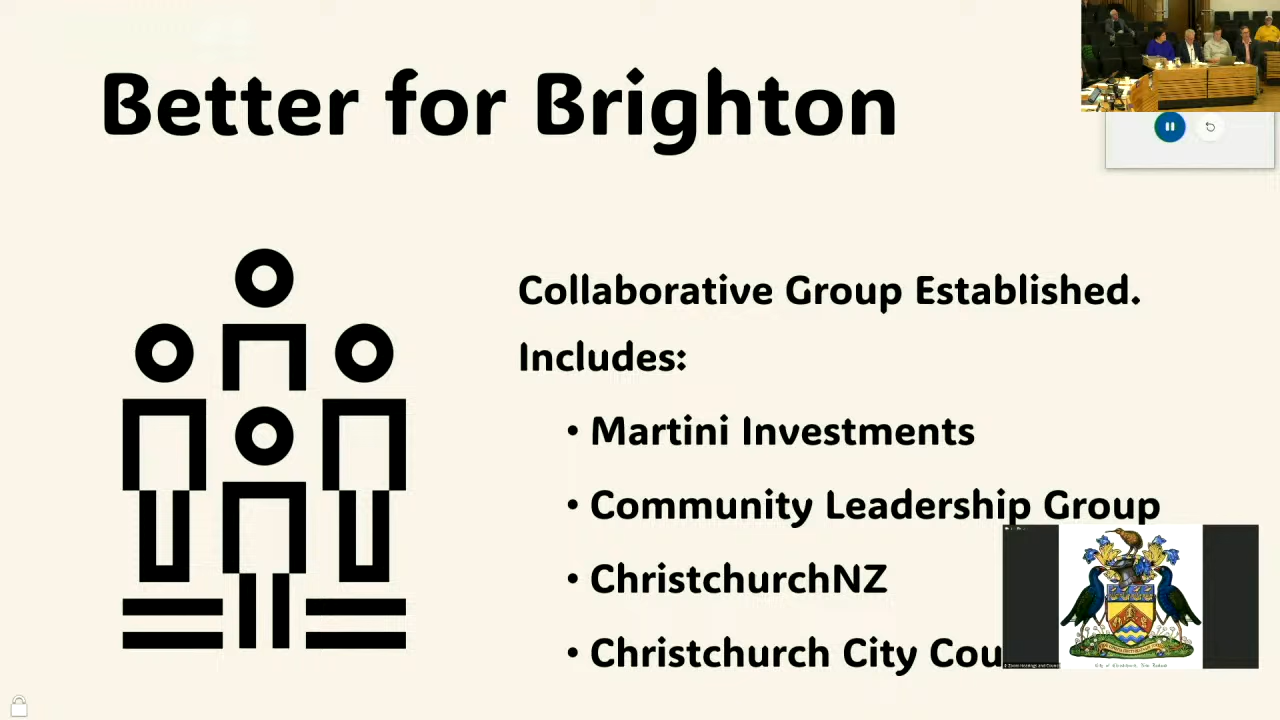 Better for Brighton
Collaborative Group Established.
Includes:
• Martini Investments
• Community Leadership Group
• ChristchurchNZ
• Christchurch City Cou